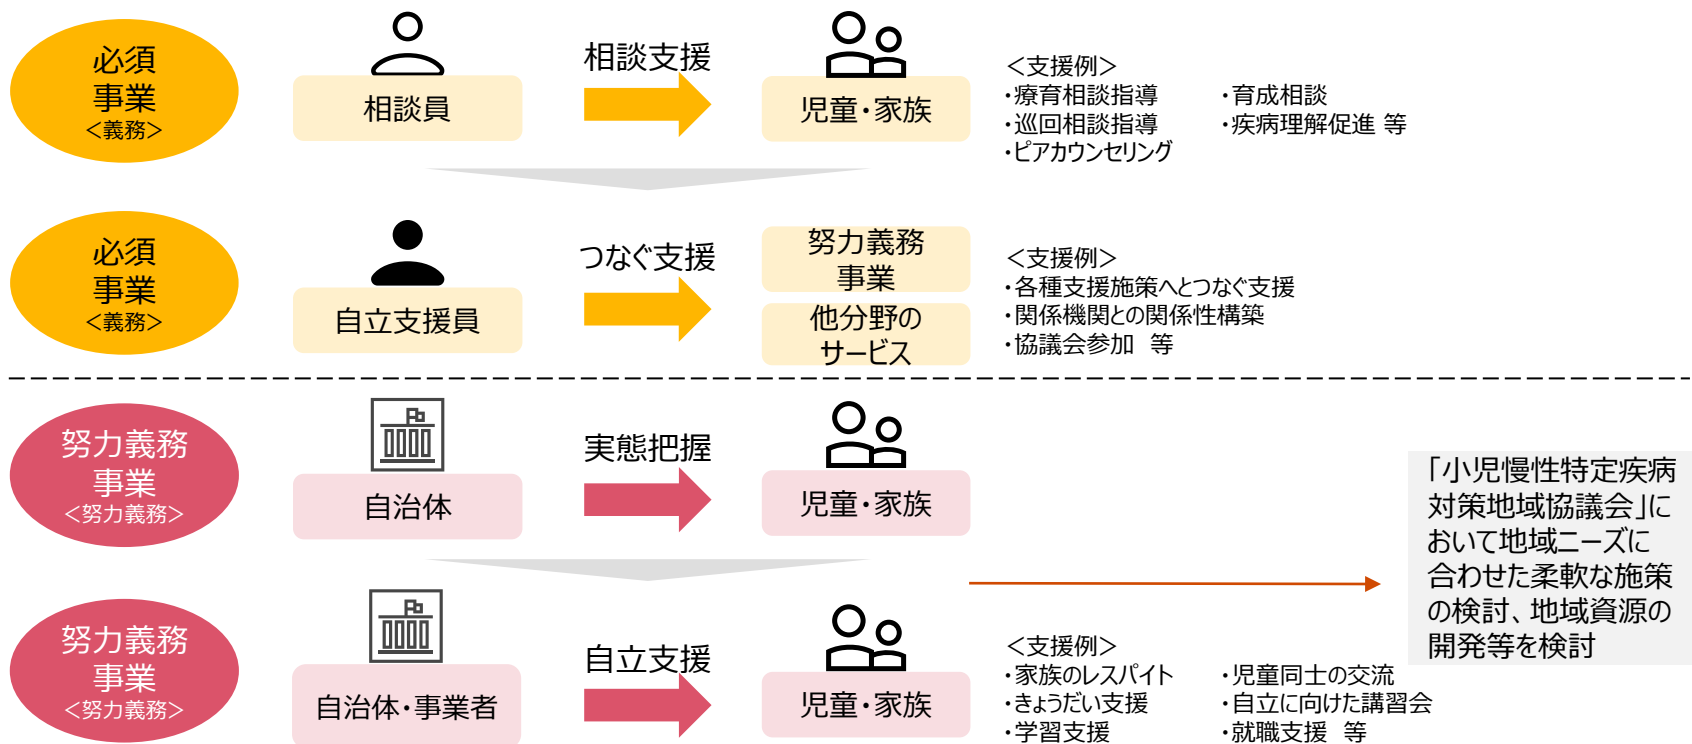 必須
事業
<義務>
相談員
相談支援
児童・家族
<支援例>
・療育相談指導 ・育成相談
・巡回相談指導 ・疾病理解促進 等
・ピアカウンセリング
必須
事業
<義務>
自立支援員
つなぐ支援
努力義務
事業
他分野の
サービス
<支援例>
・各種支援施策へとつなぐ支援
・関係機関との関係性構築
・協議会参加 等
努力義務
事業
<努力義務>
自治体
実態把握
児童・家族
「小児慢性特定疾病
対策地域協議会」に
おいて地域ニーズに
合わせた柔軟な施策
の検討、地域資源の
開発等を検討
努力義務
事業
<努力義務>
自治体・事業者
自立支援
児童・家族
<支援例>
・家族のレスパイト ・児童同士の交流
・きょうだい支援 ・自立に向けた講習会
・学習支援 ・就職支援 等